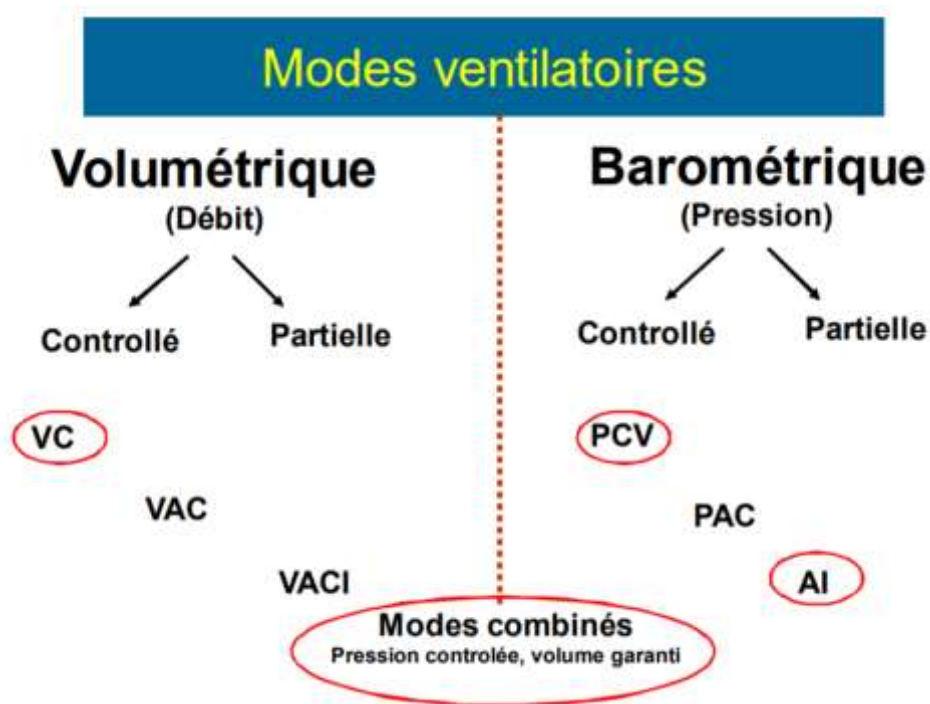 Modes ventilatoires
Volumétrique
(Débit)
Barométrique
(Pression)
Controllé
Partielle
Controllé
Partielle
VC
PCV
VAC
PAC
VACI
AI
Modes combinés
Pression controlée, volume garanti